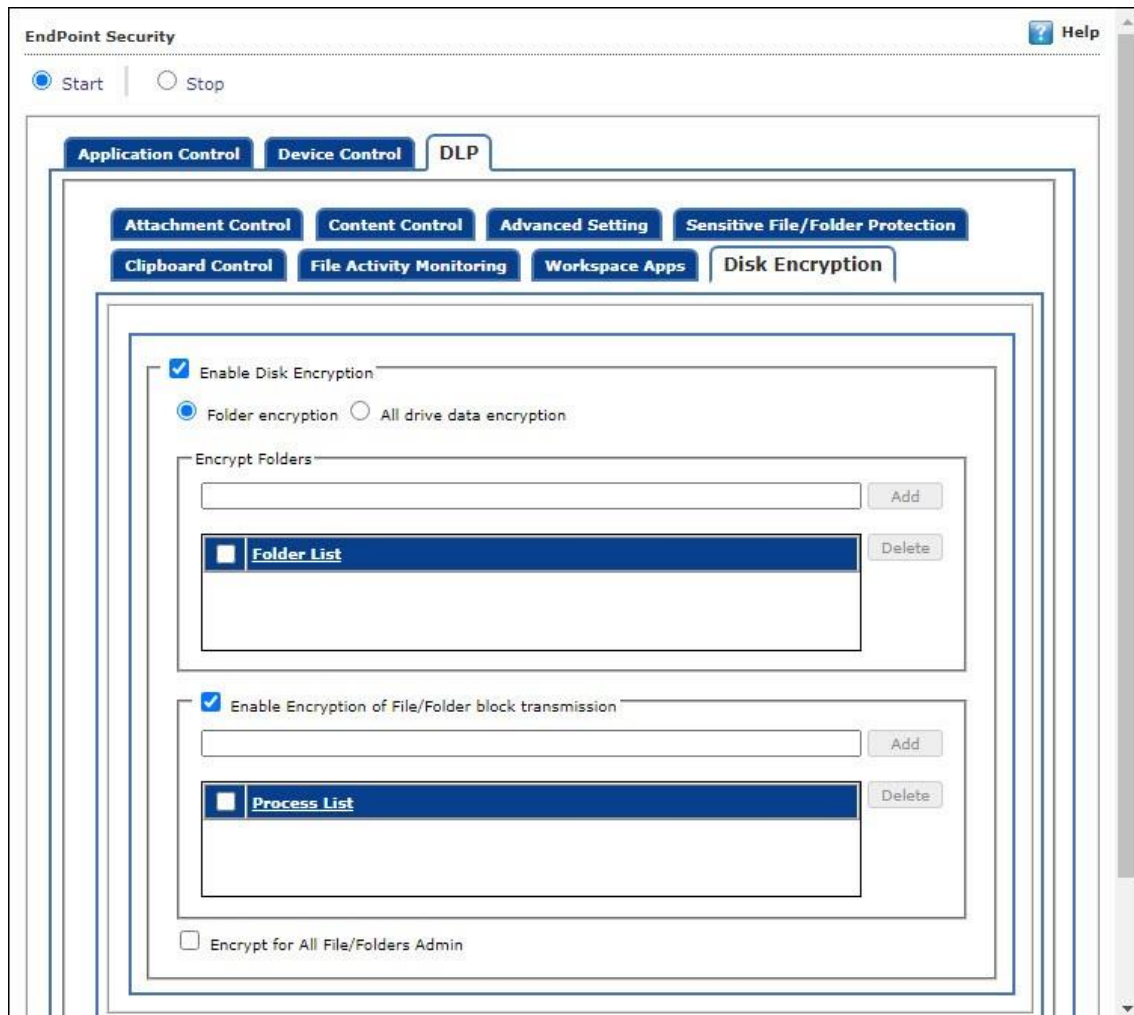 EndPoint Security
Help
Start
Stop
Application Control
Device Control
DLP
Attachment Control
Content Control
Advanced Setting
Sensitive File/Folder Protection
Clipboard Control
File Activity Monitoring
Workspace Apps
Disk Encryption
Enable Disk Encryption
Folder encryption
All drive data encryption
Encrypt Folders
Add
Folder List
Delete
Enable Encryption of File/Folder block transmission
Add
Process List
Delete
Encrypt for All File/Folders Admin